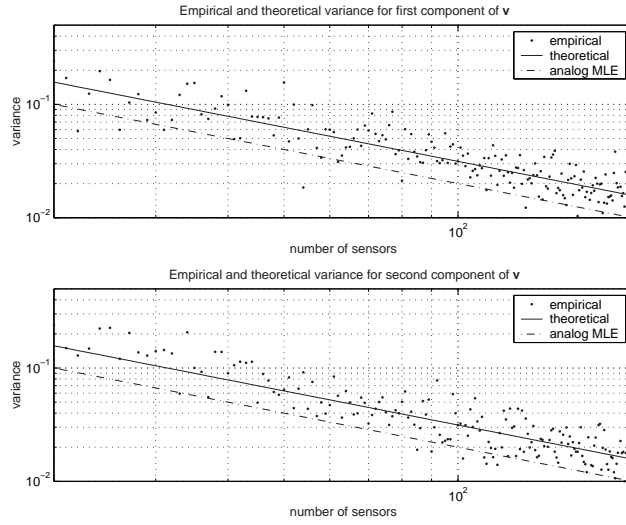 Empirical and theoretical variance for first component of v
empirical
theoretical
analog MLE
10^-1
variance
10^-2
10^2
number of sensors
Empirical and theoretical variance for second component of v
empirical
theoretical
analog MLE
10^-1
variance
10^-2
10^2
number of sensors